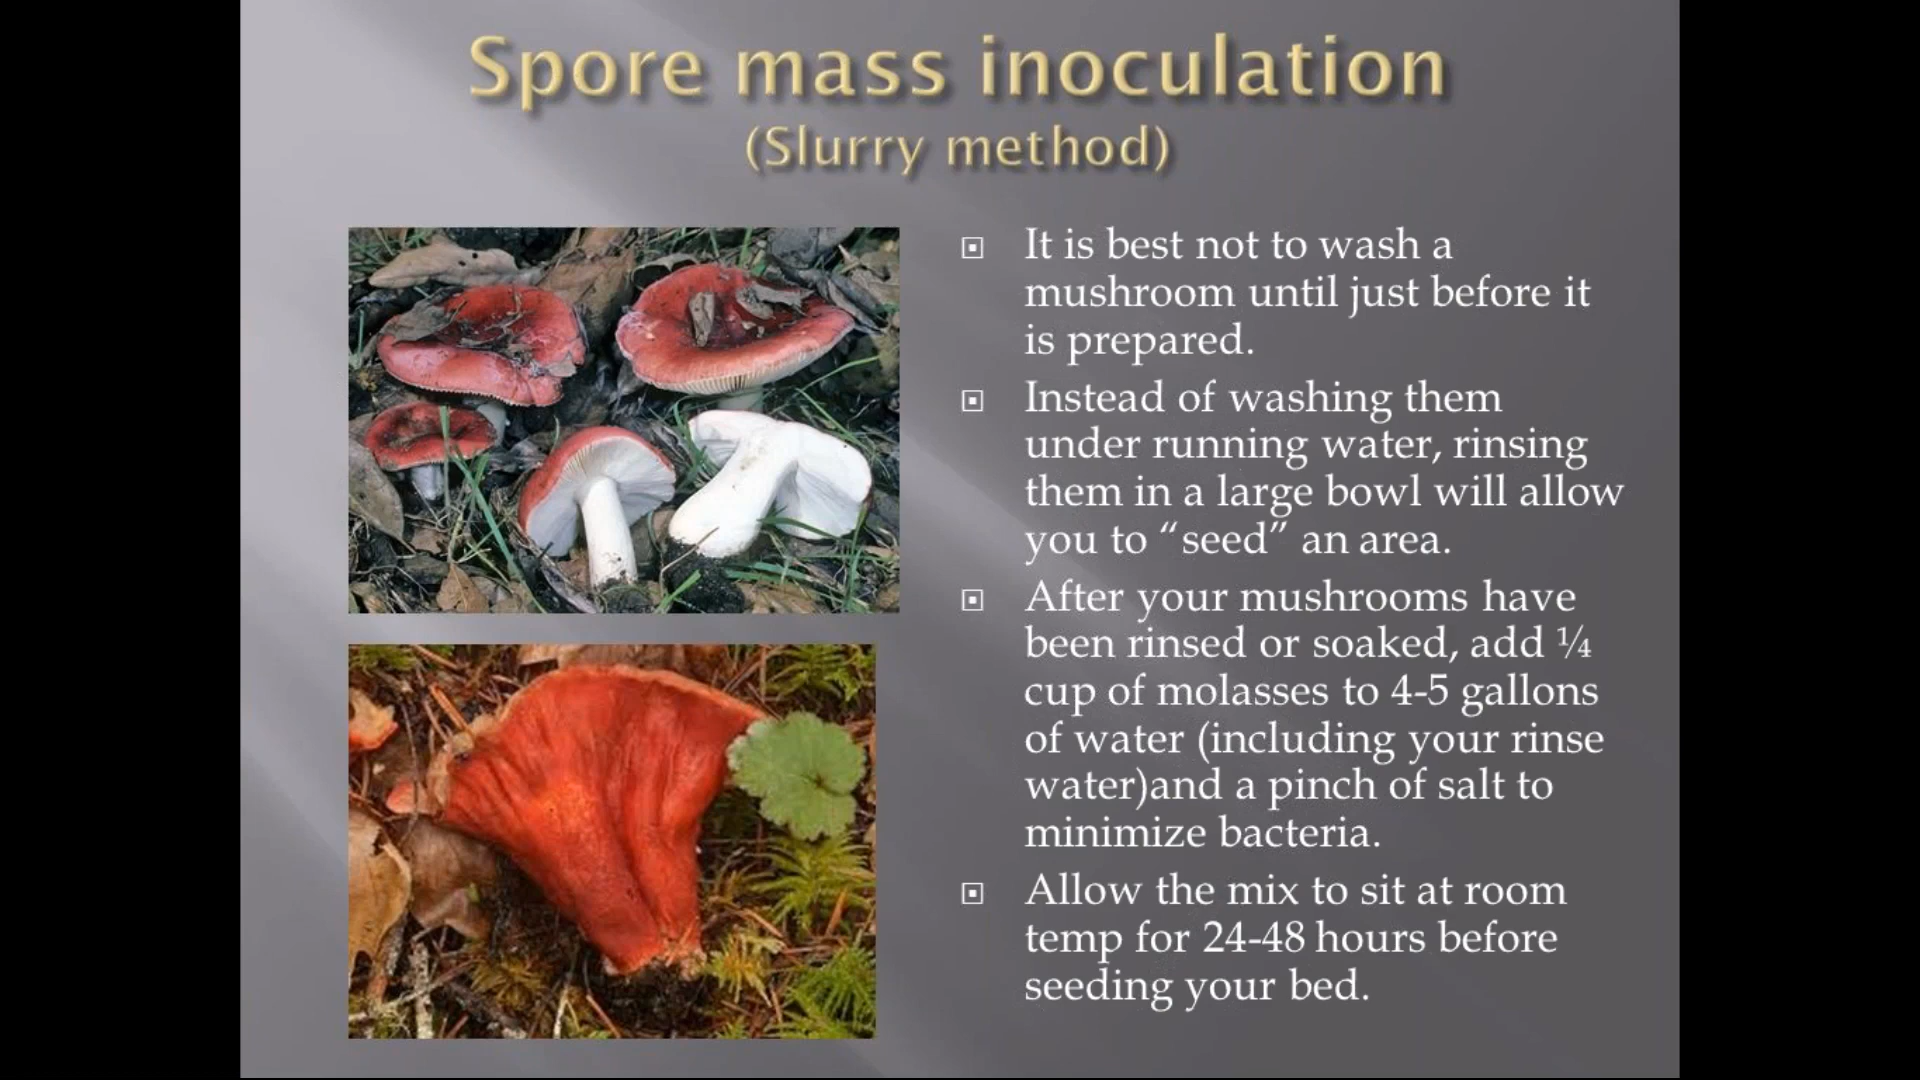 Spore mass inoculation
(Slurry method)
It is best not to wash a
mushroom until just before it
is prepared.
Instead of washing them
under running water, rinsing
them in a large bowl will allow
you to “seed” an area.
After your mushrooms have
been rinsed or soaked, add ¼
cup of molasses to 4-5 gallons
of water (including your rinse
water)and a pinch of salt to
minimize bacteria.
Allow the mix to sit at room
temp for 24-48 hours before
seeding your bed.